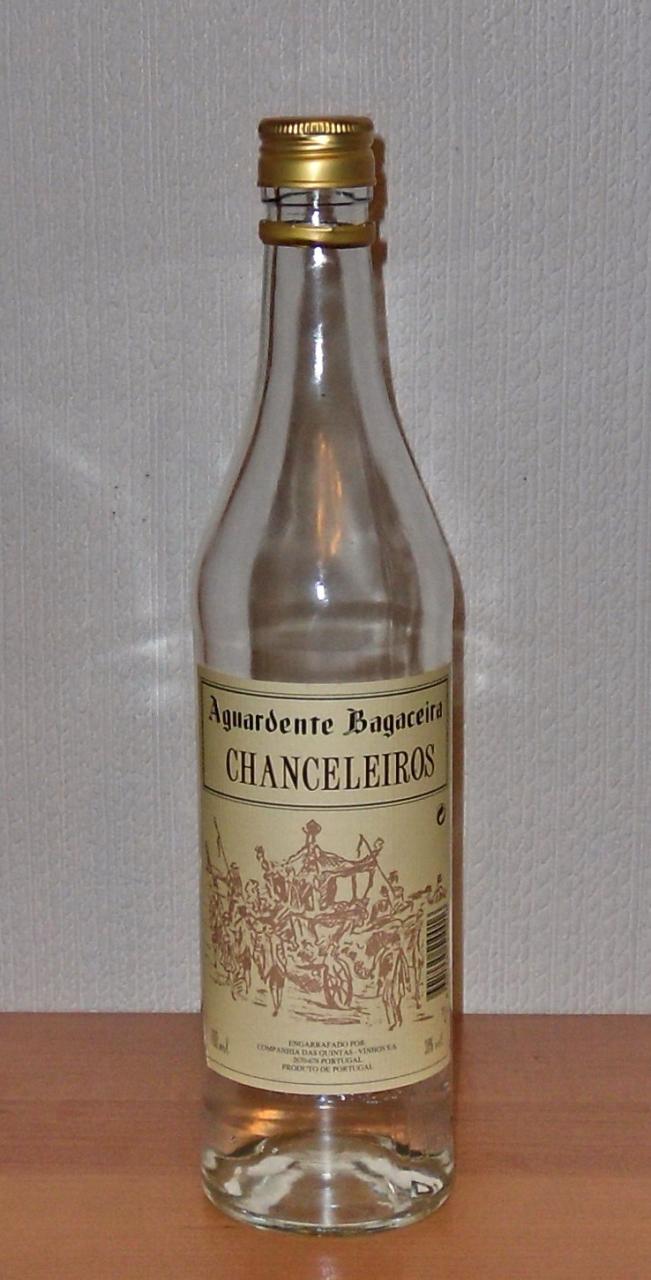 Aguardente Bagaceira
CHANCELEIROS
ENGARRAFADO POR
COMPANHIA DAS QUINTAS - VINHOS S.A
PORTUGAL
PRODUTO DE PORTUGAL